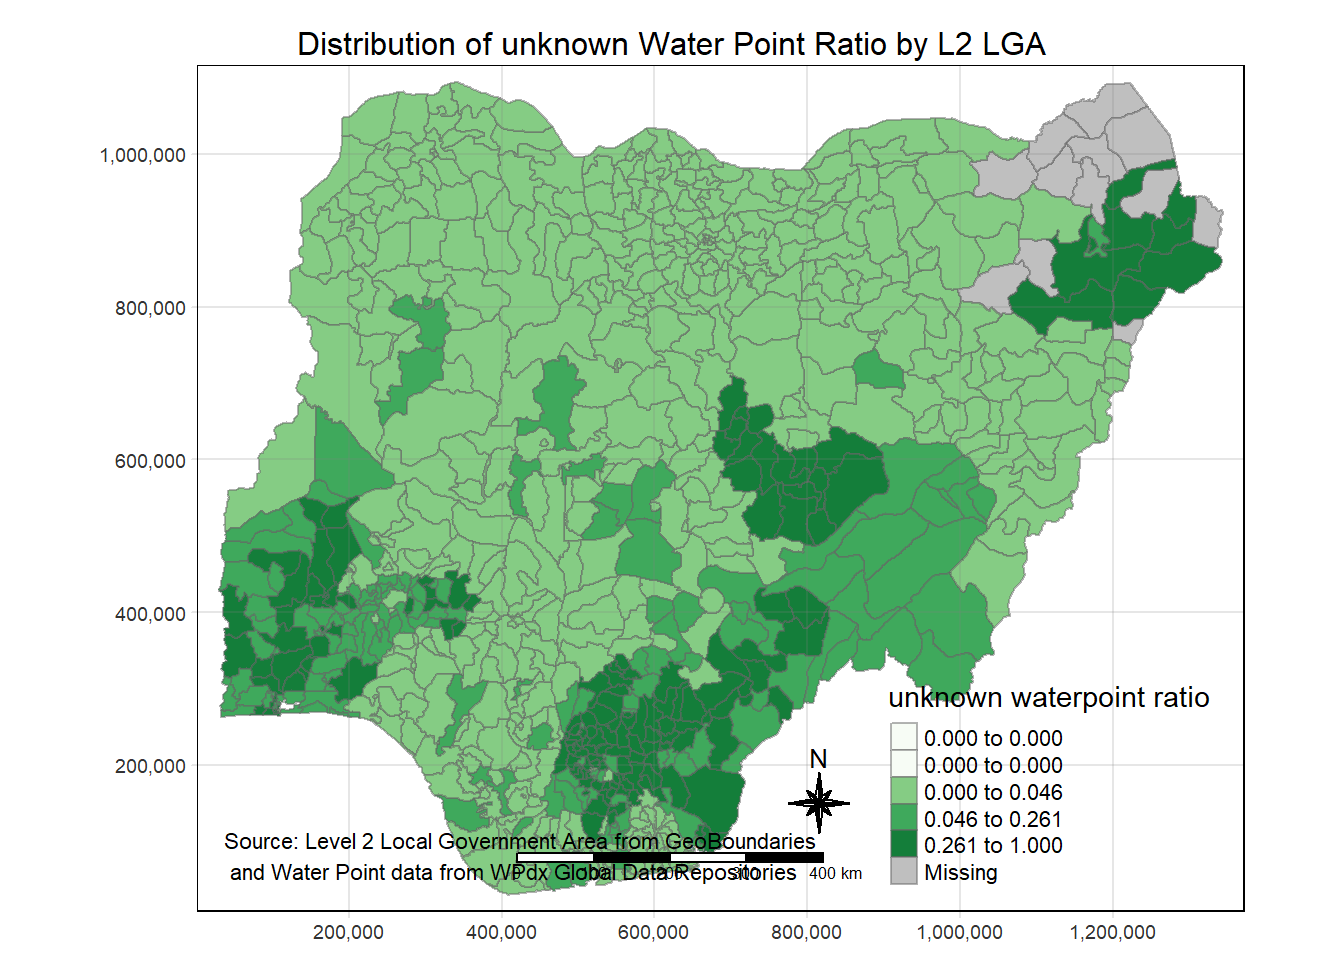 Distribution of unknown Water Point Ratio by L2 LGA
1,000,000
800,000
600,000
400,000
200,000
unknown waterpoint ratio
0.000 to 0.000
0.000 to 0.000
0.000 to 0.046
0.046 to 0.261
0.261 to 1.000
Missing
N
Source: Level 2 Local Government Area from GeoBoundaries
and Water Point data from WPdx Global Data Repositories
400 km
200,000
400,000
600,000
800,000
1,000,000
1,200,000